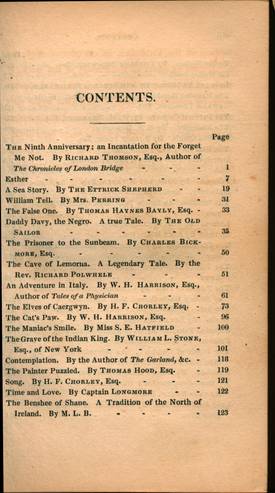 CONTENTS.
Page
THE Ninth Anniversary; an Incantation for the Forget
Me Not. By RICHARD THOMSON, Esq., Author of
The Chronicles of London Bridge - - - 1
Esther - - - - - - - 7
A Sea Story. By THE ETTRICK SHEPHERD - - 19
William Tell. By MRS. PERRING - - - 31
The False One. By THOMAS HAYNES BAYLY, ESQ. - 33
Daddy Davy, the Negro. A true Tale. By THE OLD
SAILOR - - - - - - 35
The Prisoner to the Sunbeam. By CHARLES BICK-
MORE, ESQ. - - - - - - 50
The Cave of Lemorna. A Legendary Tale. By the
REV. RICHARD POLWHELE - - - - 51
An Adventure in Italy. By W. H. HARRISON, ESQ.,
Author of Tales of a Physician - - - 61
The Elves of Caergwyn. By H. F. CHORLEY, ESQ. - 73
The Cat's Paw. By W. H. HARRISON, ESQ. - 96
The Maniac's Smile. By MISS S. E. HATFIELD - 100
The Grave of the Indian King. By WILLIAM L. STONE,
Esq., of New York - - - - - 101
Contemplation. By the Author of The Garland, &c. - 118
The Painter Puzzled. By THOMAS HOOD, ESQ. - 119
Song. By H. F. CHORLEY, ESQ. - - - 121
Time and Love. By Captain LONGMORE - - 122
The Benshee of Shane. A Tradition of the North of
Ireland. By M. L. B. - - - - 123